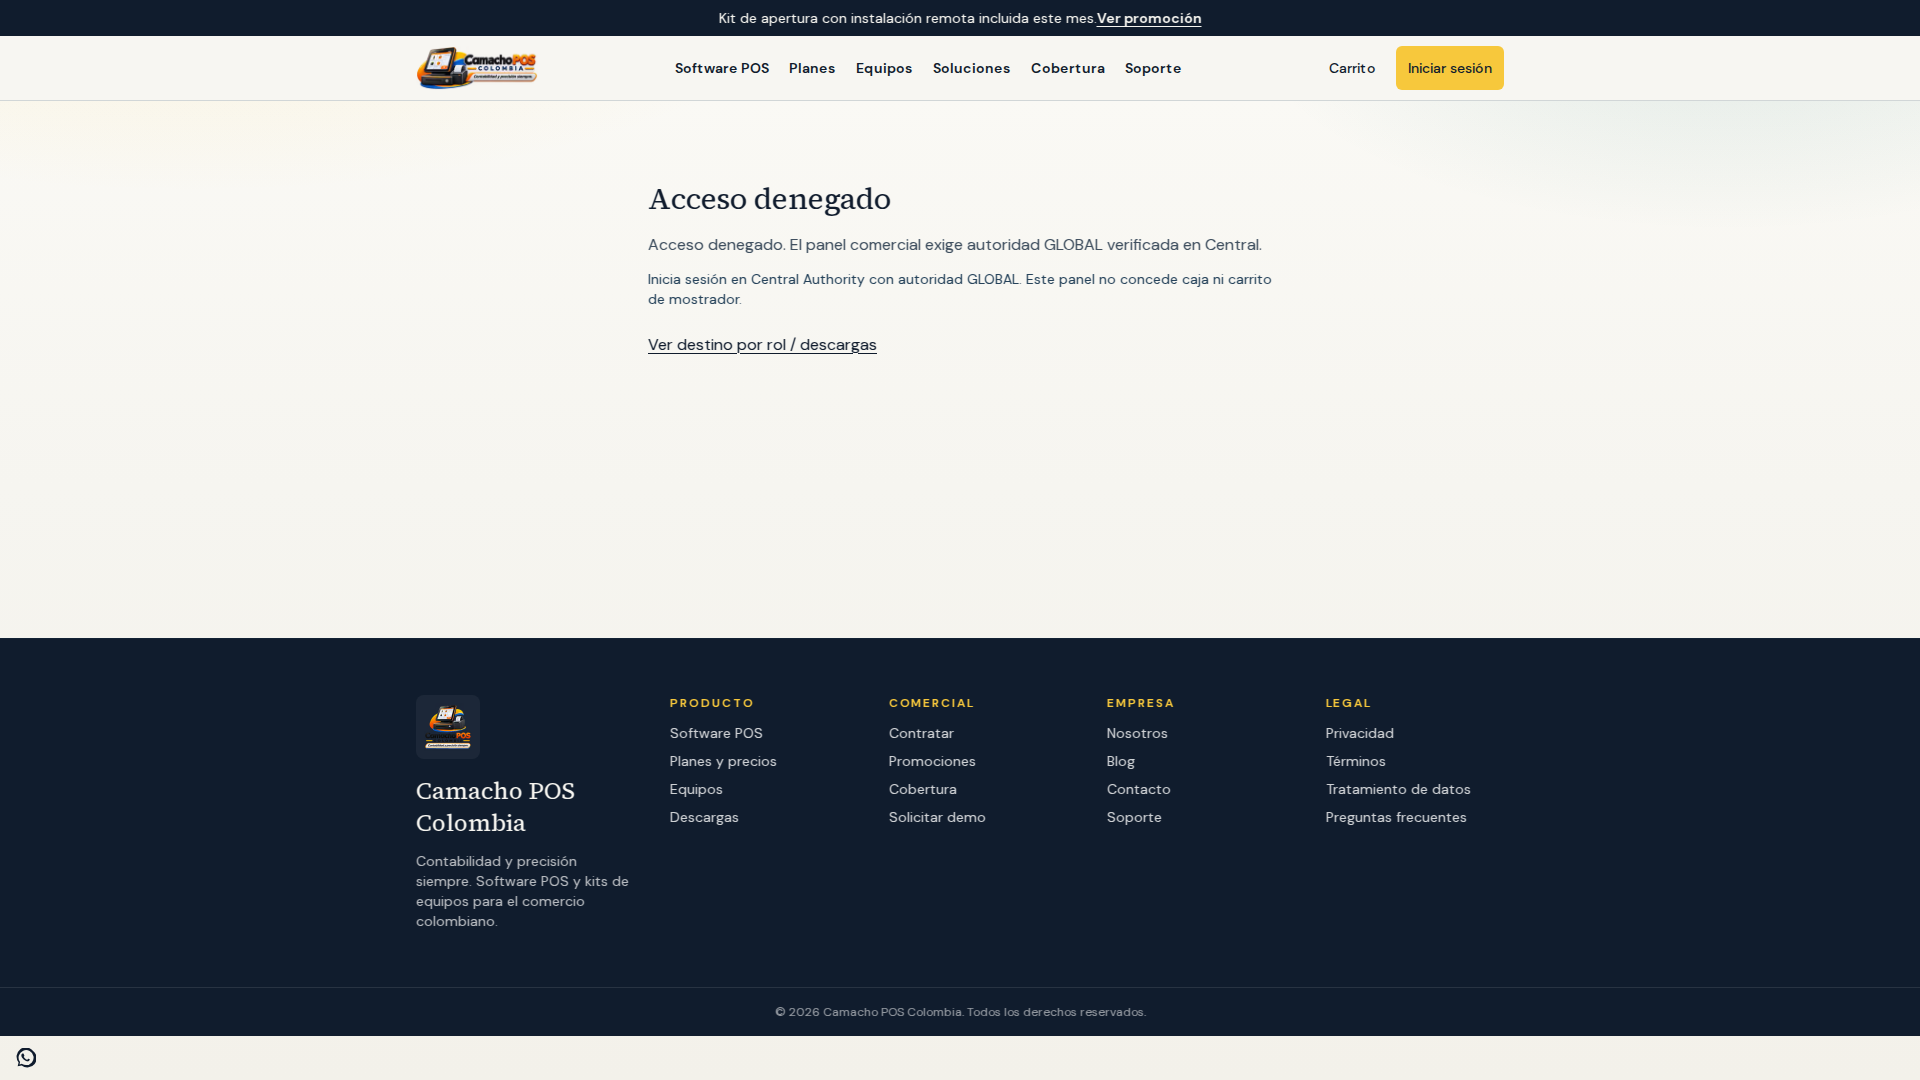 Kit de apertura con instalación remota incluida este mes.Ver promoción
CamachoPOS
COLOMBIA
Contabilidad y precisión siempre.
Software POS Planes Equipos Soluciones Cobertura Soporte
Carrito Iniciar sesión
Acceso denegado
Acceso denegado. El panel comercial exige autoridad GLOBAL verificada en Central.
Inicia sesión en Central Authority con autoridad GLOBAL. Este panel no concede caja ni carrito
de mostrador.
Ver destino por rol / descargas
Camacho POS
Colombia
Contabilidad y precisión
siempre. Software POS y kits de
equipos para el comercio
colombiano.
PRODUCTO
Software POS
Planes y precios
Equipos
Descargas
COMERCIAL
Contratar
Promociones
Cobertura
Solicitar demo
EMPRESA
Nosotros
Blog
Contacto
Soporte
LEGAL
Privacidad
Términos
Tratamiento de datos
Preguntas frecuentes
© 2026 Camacho POS Colombia. Todos los derechos reservados.